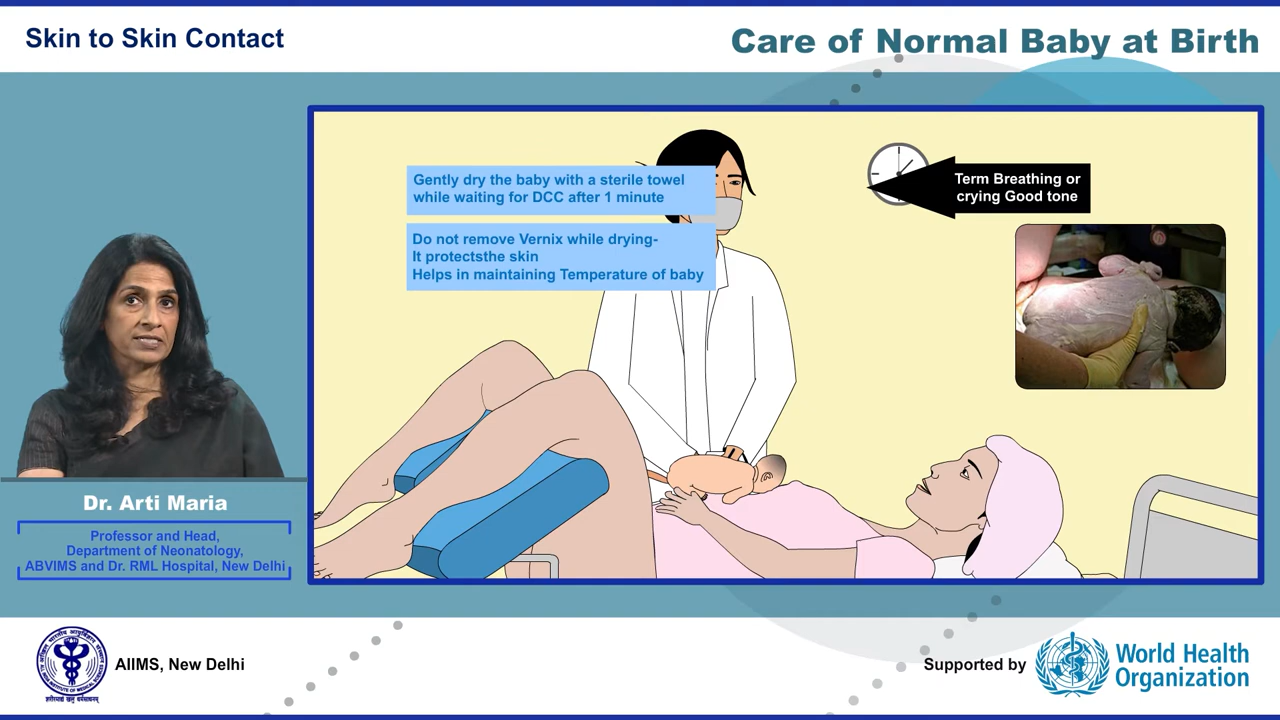 Skin to Skin Contact
Care of Normal Baby at Birth
Gently dry the baby with a sterile towel
while waiting for DCC after 1 minute
Do not remove Vernix while drying-
It protectsthe skin
Helps in maintaining Temperature of baby
Term Breathing or
crying Good tone
Dr. Arti Maria
Professor and Head,
Department of Neonatology,
ABVIMS and Dr. RML Hospital, New Delhi
AIIMS, New Delhi
Supported by
World Health
Organization